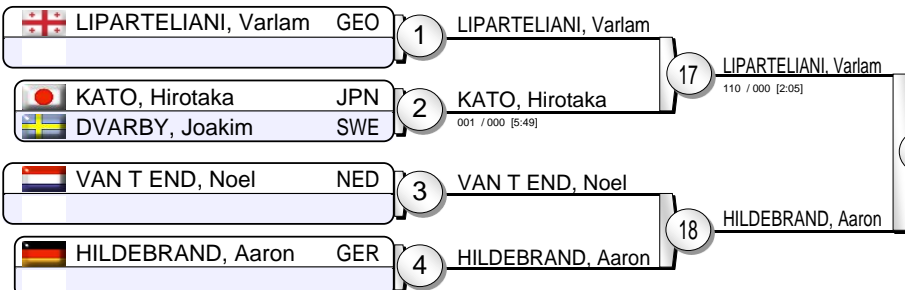 LIPARTELIANI, Varlam GEO
1
LIPARTELIANI, Varlam
KATO, Hirotaka JPN
DVARBY, Joakim SWE
2
KATO, Hirotaka
001 / 000 [5:49]
17
LIPARTELIANI, Varlam
110 / 000 [2:05]
VAN T END, Noel NED
3
VAN T END, Noel
HILDEBRAND, Aaron GER
4
HILDEBRAND, Aaron
18
HILDEBRAND, Aaron